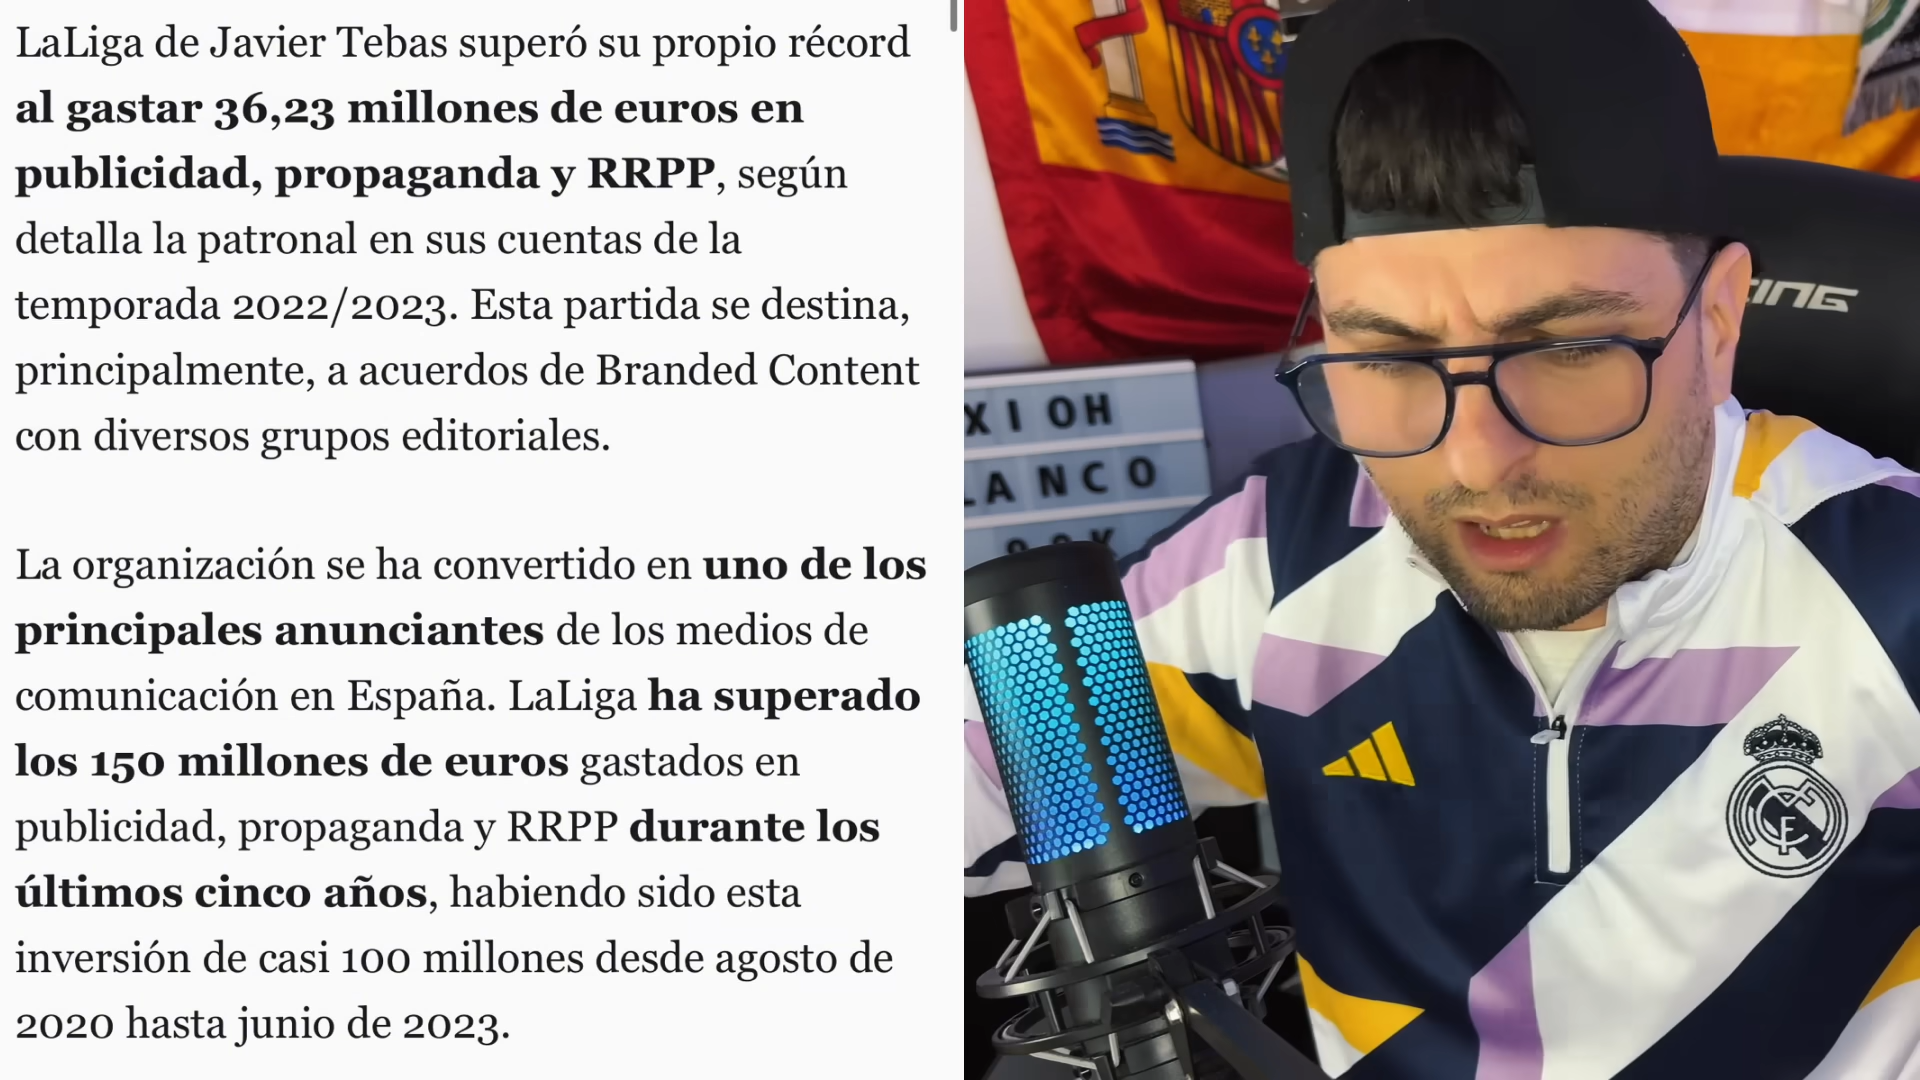 LaLiga de Javier Tebas superó su propio récord
al gastar 36,23 millones de euros en
publicidad, propaganda y RRPP, según
detalla la patronal en sus cuentas de la
temporada 2022/2023. Esta partida se destina,
principalmente, a acuerdos de Branded Content
con diversos grupos editoriales.
La organización se ha convertido en uno de los
principales anunciantes de los medios de
comunicación en España. LaLiga ha superado
los 150 millones de euros gastados en
publicidad, propaganda y RRPP durante los
últimos cinco años, habiendo sido esta
inversión de casi 100 millones desde agosto de
2020 hasta junio de 2023.
XIOH
LANCO